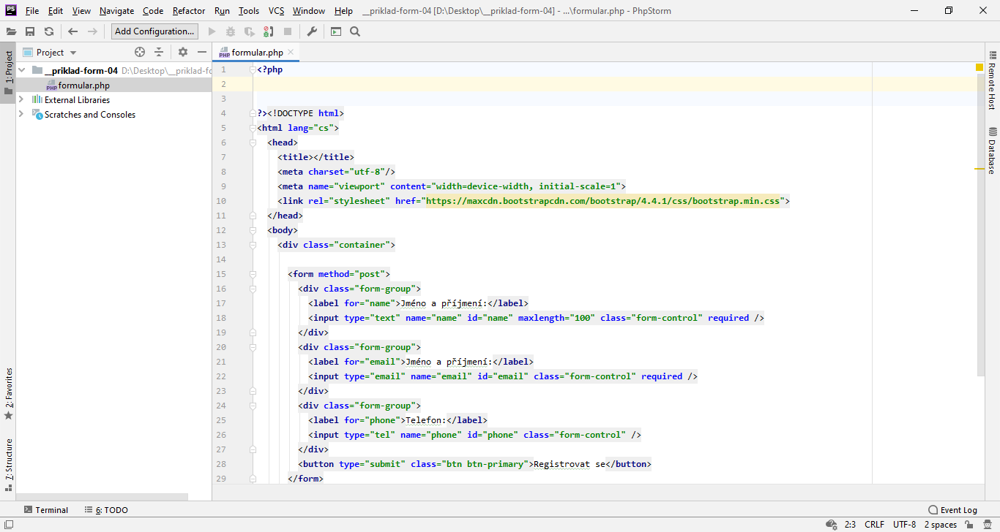 PS File Edit View Navigate Code Refactor Run Tools VCS Window Help __priklad-form-04 [D:\Desktop\__priklad-form-04] - ...\formular.php - PhpStorm
Add Configuration...
1: Project
Project
formular.php
__priklad-form-04 D:\Desktop\__priklad-fo
formular.php
External Libraries
Scratches and Consoles
2: Favorites
7: Structure
1 <?php
2
3
4 ?><!DOCTYPE html>
5 <html lang="cs">
6 <head>
7 <title></title>
8 <meta charset="utf-8"/>
9 <meta name="viewport" content="width=device-width, initial-scale=1">
10 <link rel="stylesheet" href="https://maxcdn.bootstrapcdn.com/bootstrap/4.4.1/css/bootstrap.min.css">
11 </head>
12 <body>
13 <div class="container">
14
15 <form method="post">
16 <div class="form-group">
17 <label for="name">Jméno a příjmení:</label>
18 <input type="text" name="name" id="name" maxlength="100" class="form-control" required />
19 </div>
20 <div class="form-group">
21 <label for="email">Jméno a příjmení:</label>
22 <input type="email" name="email" id="email" class="form-control" required />
23 </div>
24 <div class="form-group">
25 <label for="phone">Telefon:</label>
26 <input type="tel" name="phone" id="phone" class="form-control" />
27 </div>
28 <button type="submit" class="btn btn-primary">Registrovat se</button>
29 </form>
Remote Host
Database
Terminal 6: TODO Event Log
2:3 CRLF UTF-8 2 spaces